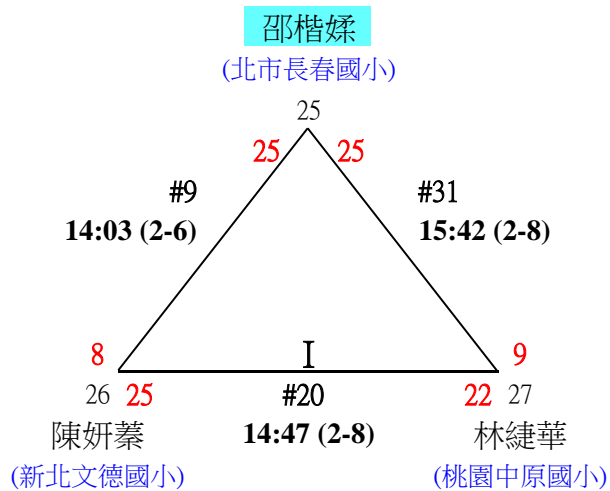 邵楷媃
(北市長春國小)
25
25 25
#9 #31
14:03 (2-6) 15:42 (2-8)
8 I 9
26 25 #20 22 27
陳妍蓁 14:47 (2-8) 林緁華
(新北文德國小) (桃園中原國小)